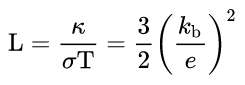 L = κ/σT = 3/2 (k_b/e)^2